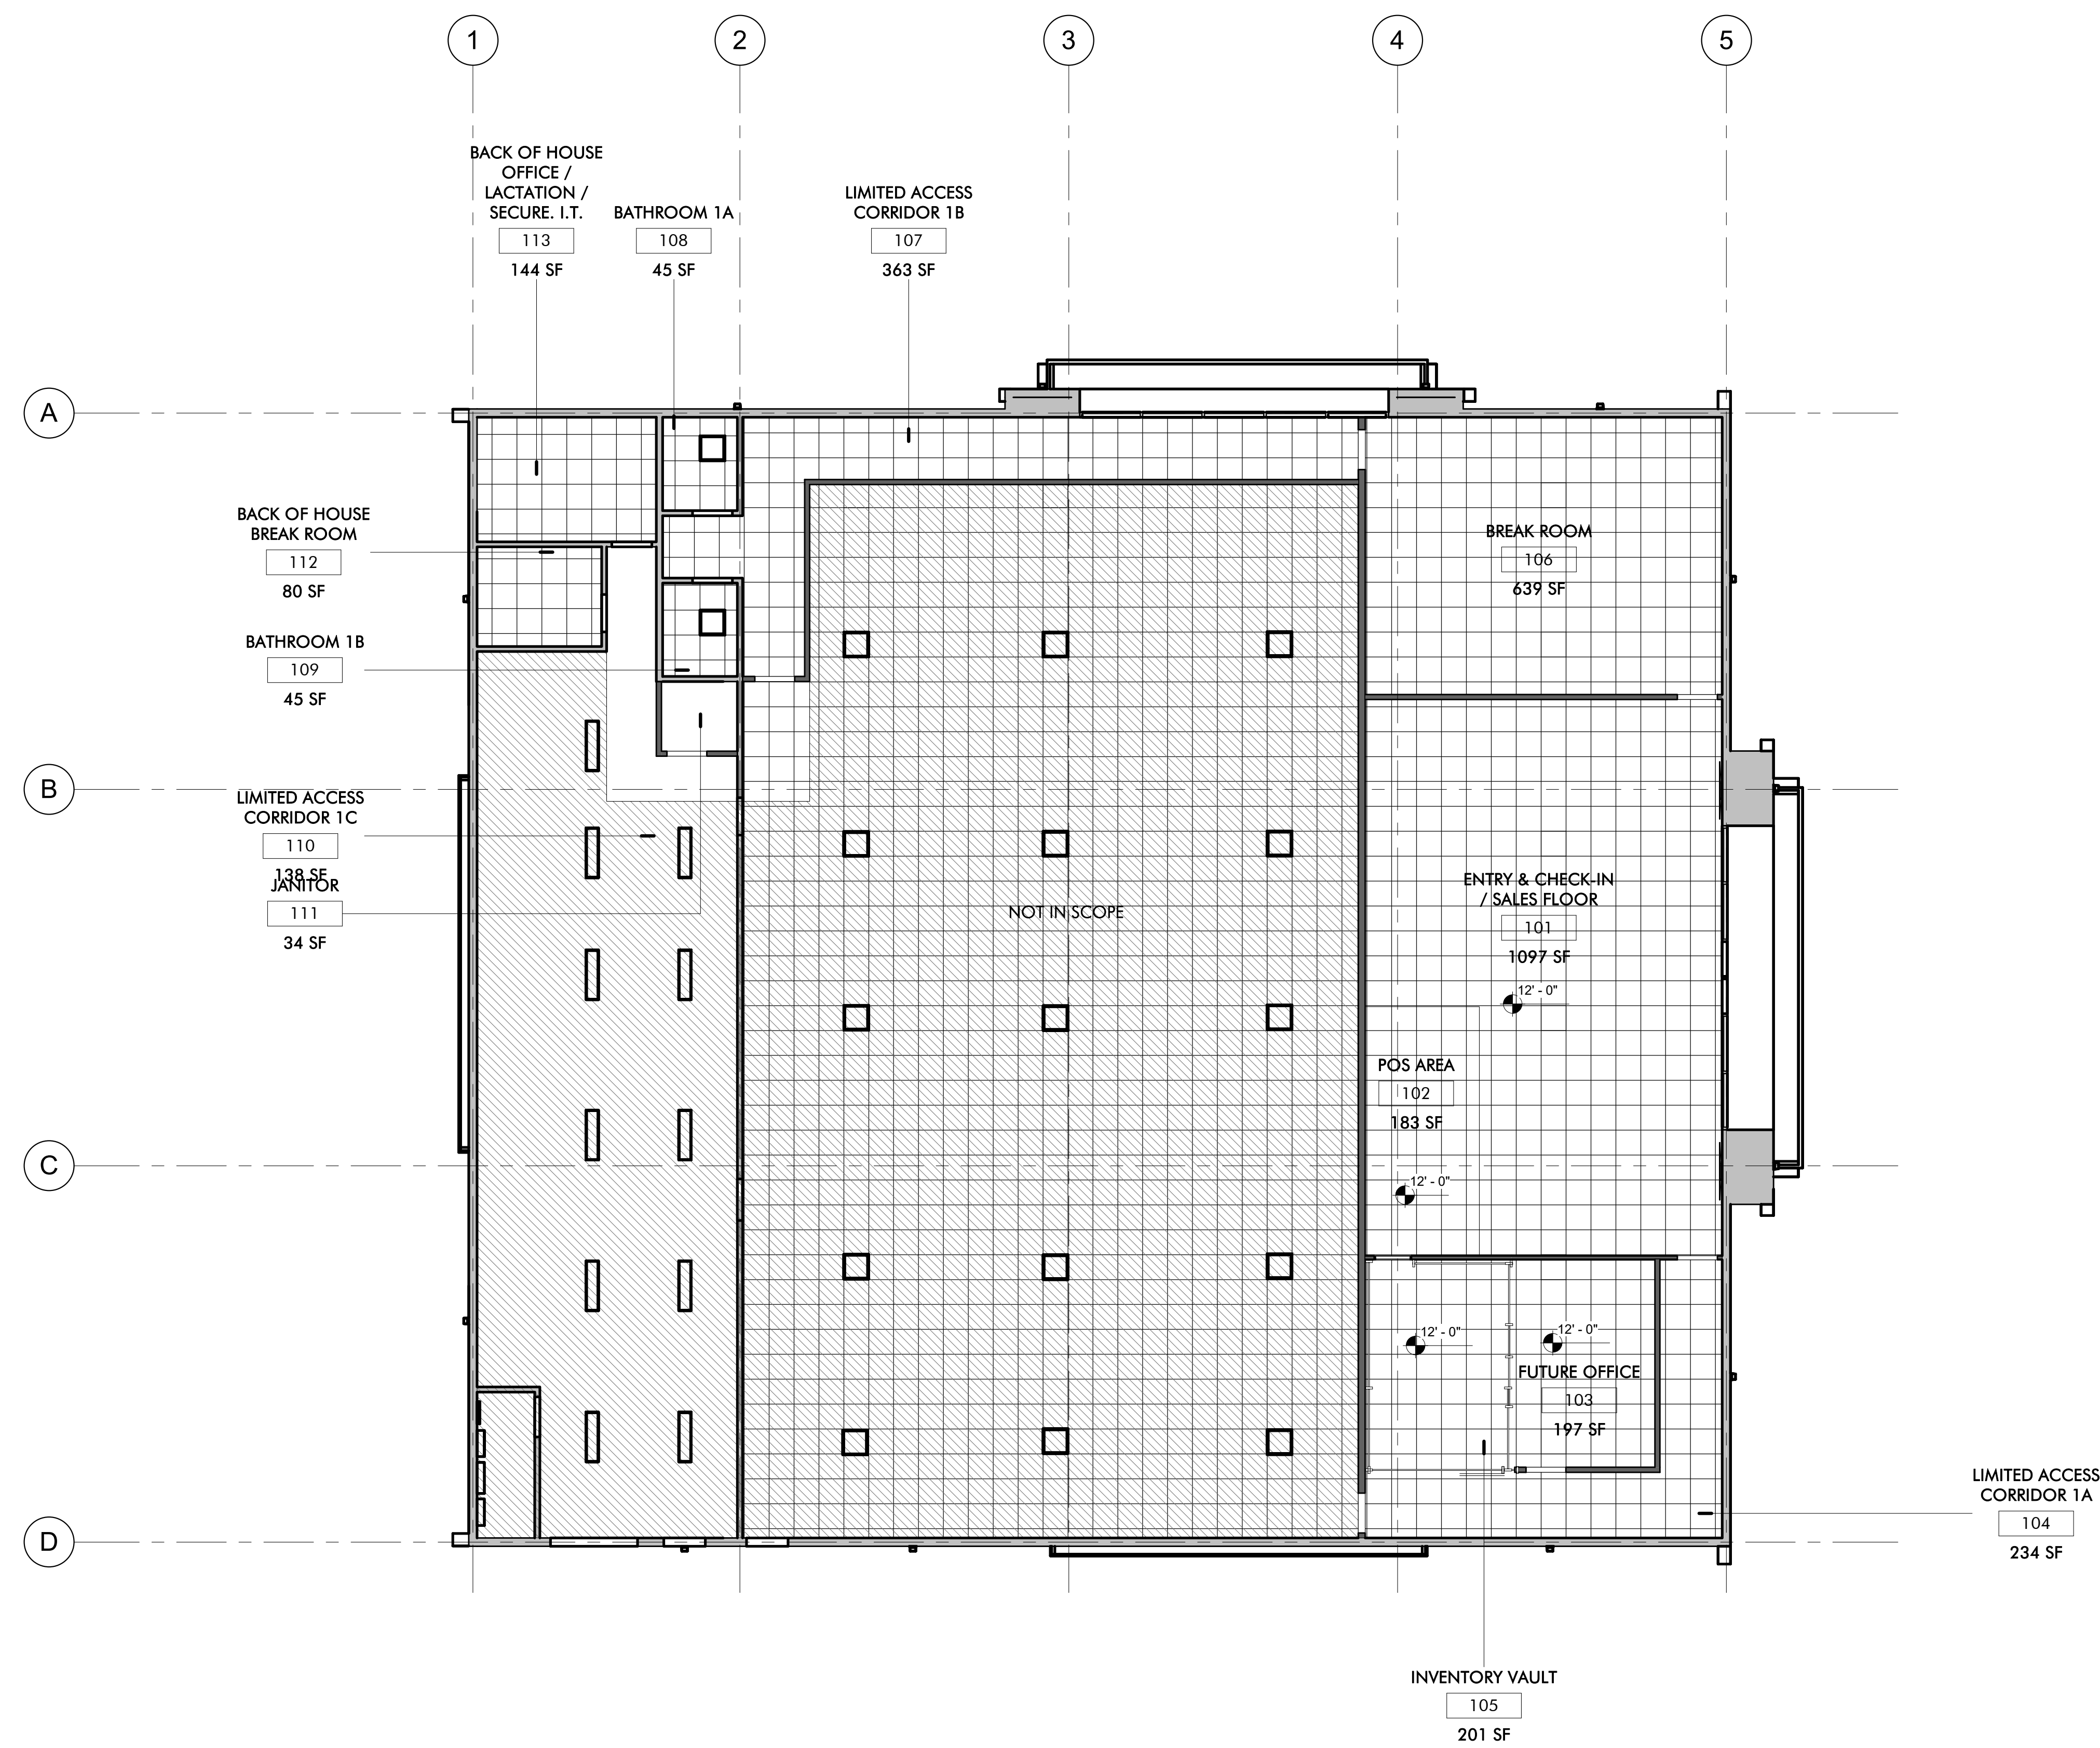 1
2
3
4
5
BACK OF HOUSE
OFFICE /
LACTATION /
SECURE. I.T.
113
144 SF
BATHROOM 1A
108
45 SF
LIMITED ACCESS
CORRIDOR 1B
107
363 SF
A
BACK OF HOUSE
BREAK ROOM
112
80 SF
BREAK ROOM
106
639 SF
BATHROOM 1B
109
45 SF
B
LIMITED ACCESS
CORRIDOR 1C
110
138 SF
JANITOR
111
34 SF
NOT IN SCOPE
ENTRY & CHECK-IN
/ SALES FLOOR
101
1097 SF
12' - 0"
POS AREA
102
183 SF
C
12' - 0"
12' - 0"
12' - 0"
FUTURE OFFICE
103
197 SF
LIMITED ACCESS
CORRIDOR 1A
104
234 SF
D
INVENTORY VAULT
105
201 SF